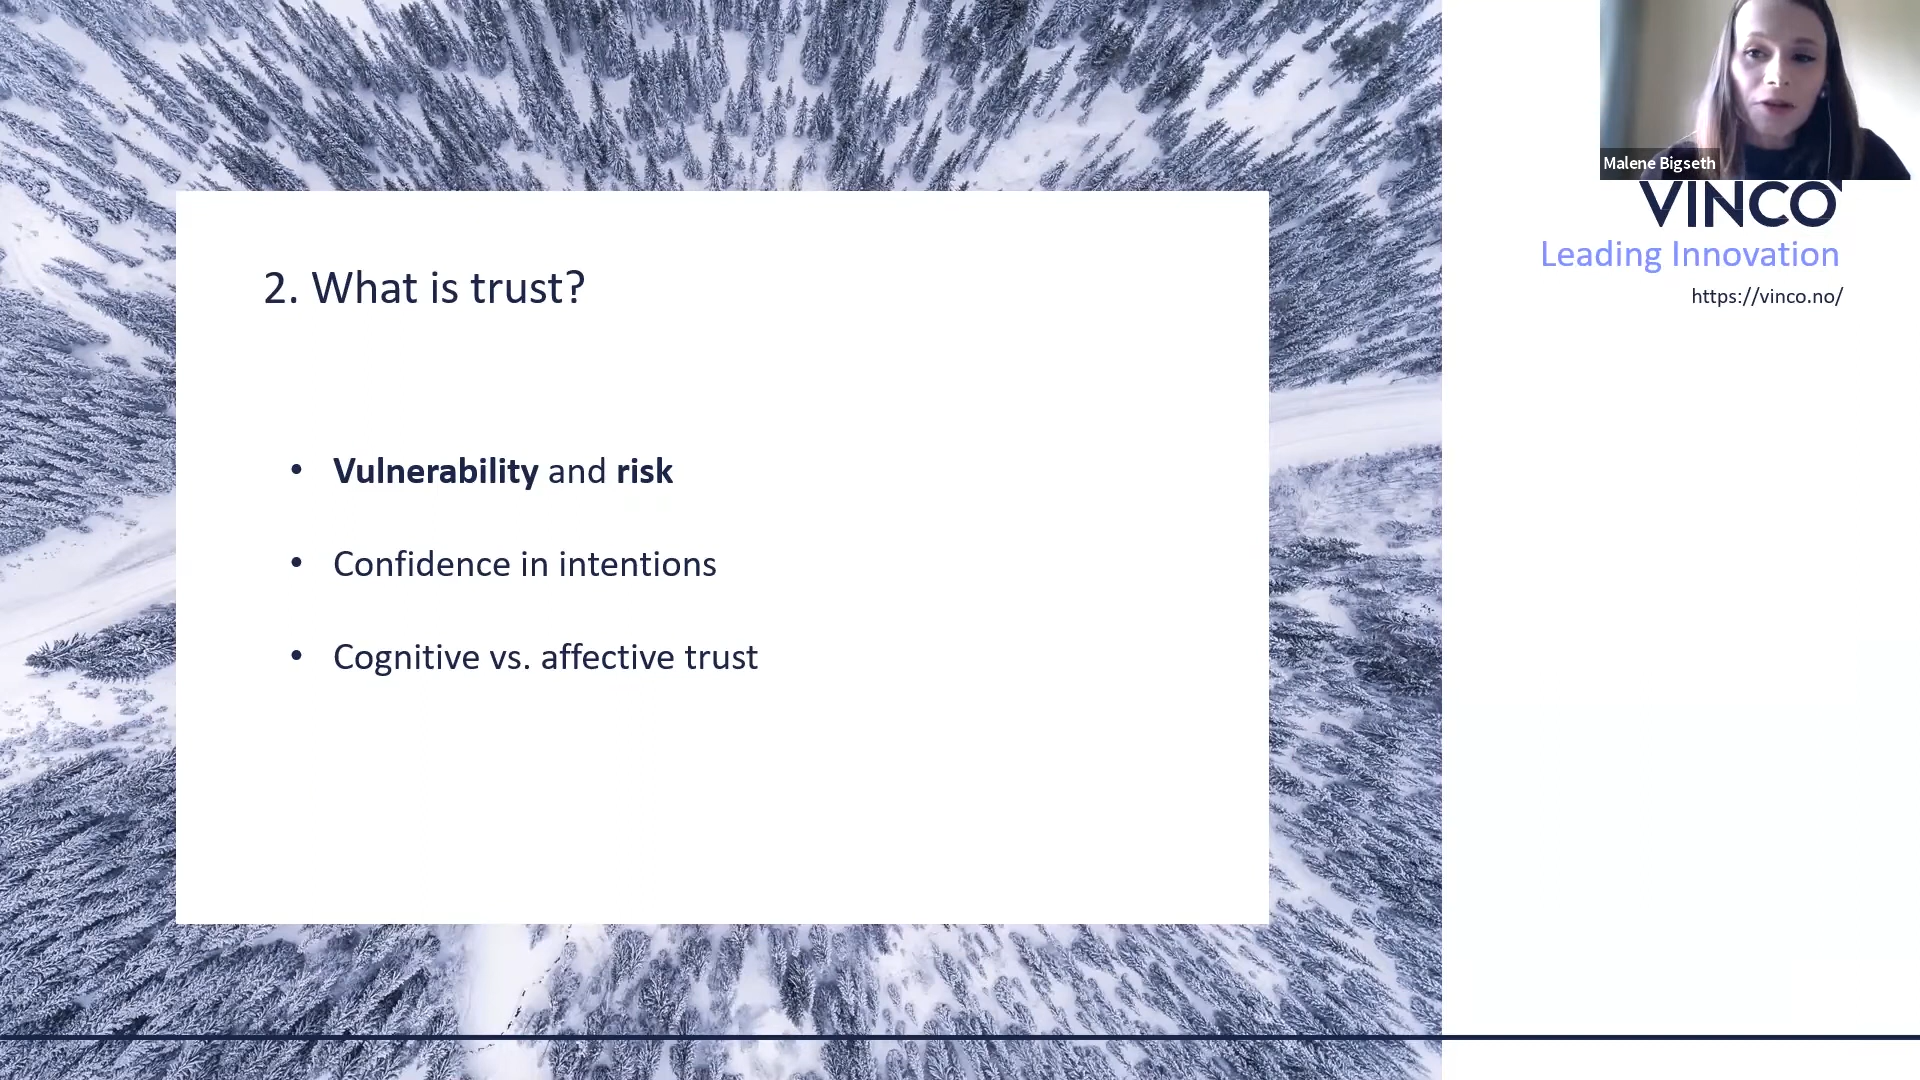 2. What is trust?
• Vulnerability and risk
• Confidence in intentions
• Cognitive vs. affective trust
Malene Bigseth
VINCO
Leading Innovation
https://vinco.no/